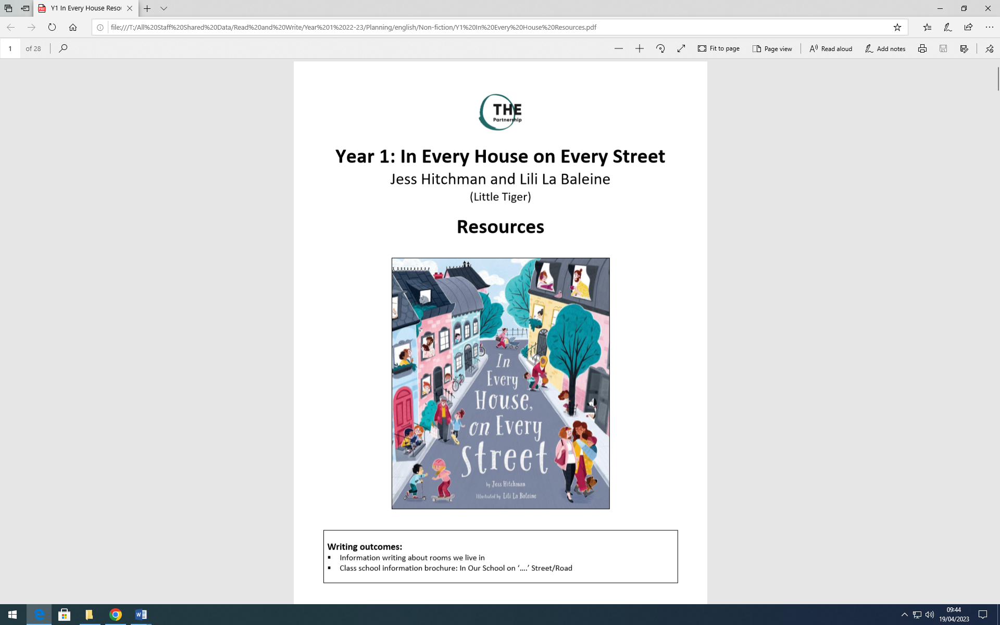 Y1 In Every House Resou
file:///T:/All%20Staff%20Shared%20Data/Read%20and%20Write/Year%201%2022-23/Planning/english/Non-fiction/Y1%20In%20Every%20House%20Resources.pdf
1 of 28
Fit to page
Page view
Read aloud
Add notes
THE
Partnership
Year 1: In Every House on Every Street
Jess Hitchman and Lili La Baleine
(Little Tiger)
Resources
In
Every
House,
on Every
Street
by Jess Hitchman
Illustrated by Lili La Baleine
Writing outcomes:
▪ Information writing about rooms we live in
▪ Class school information brochure: In Our School on ‘….’ Street/Road
09:44
19/04/2023